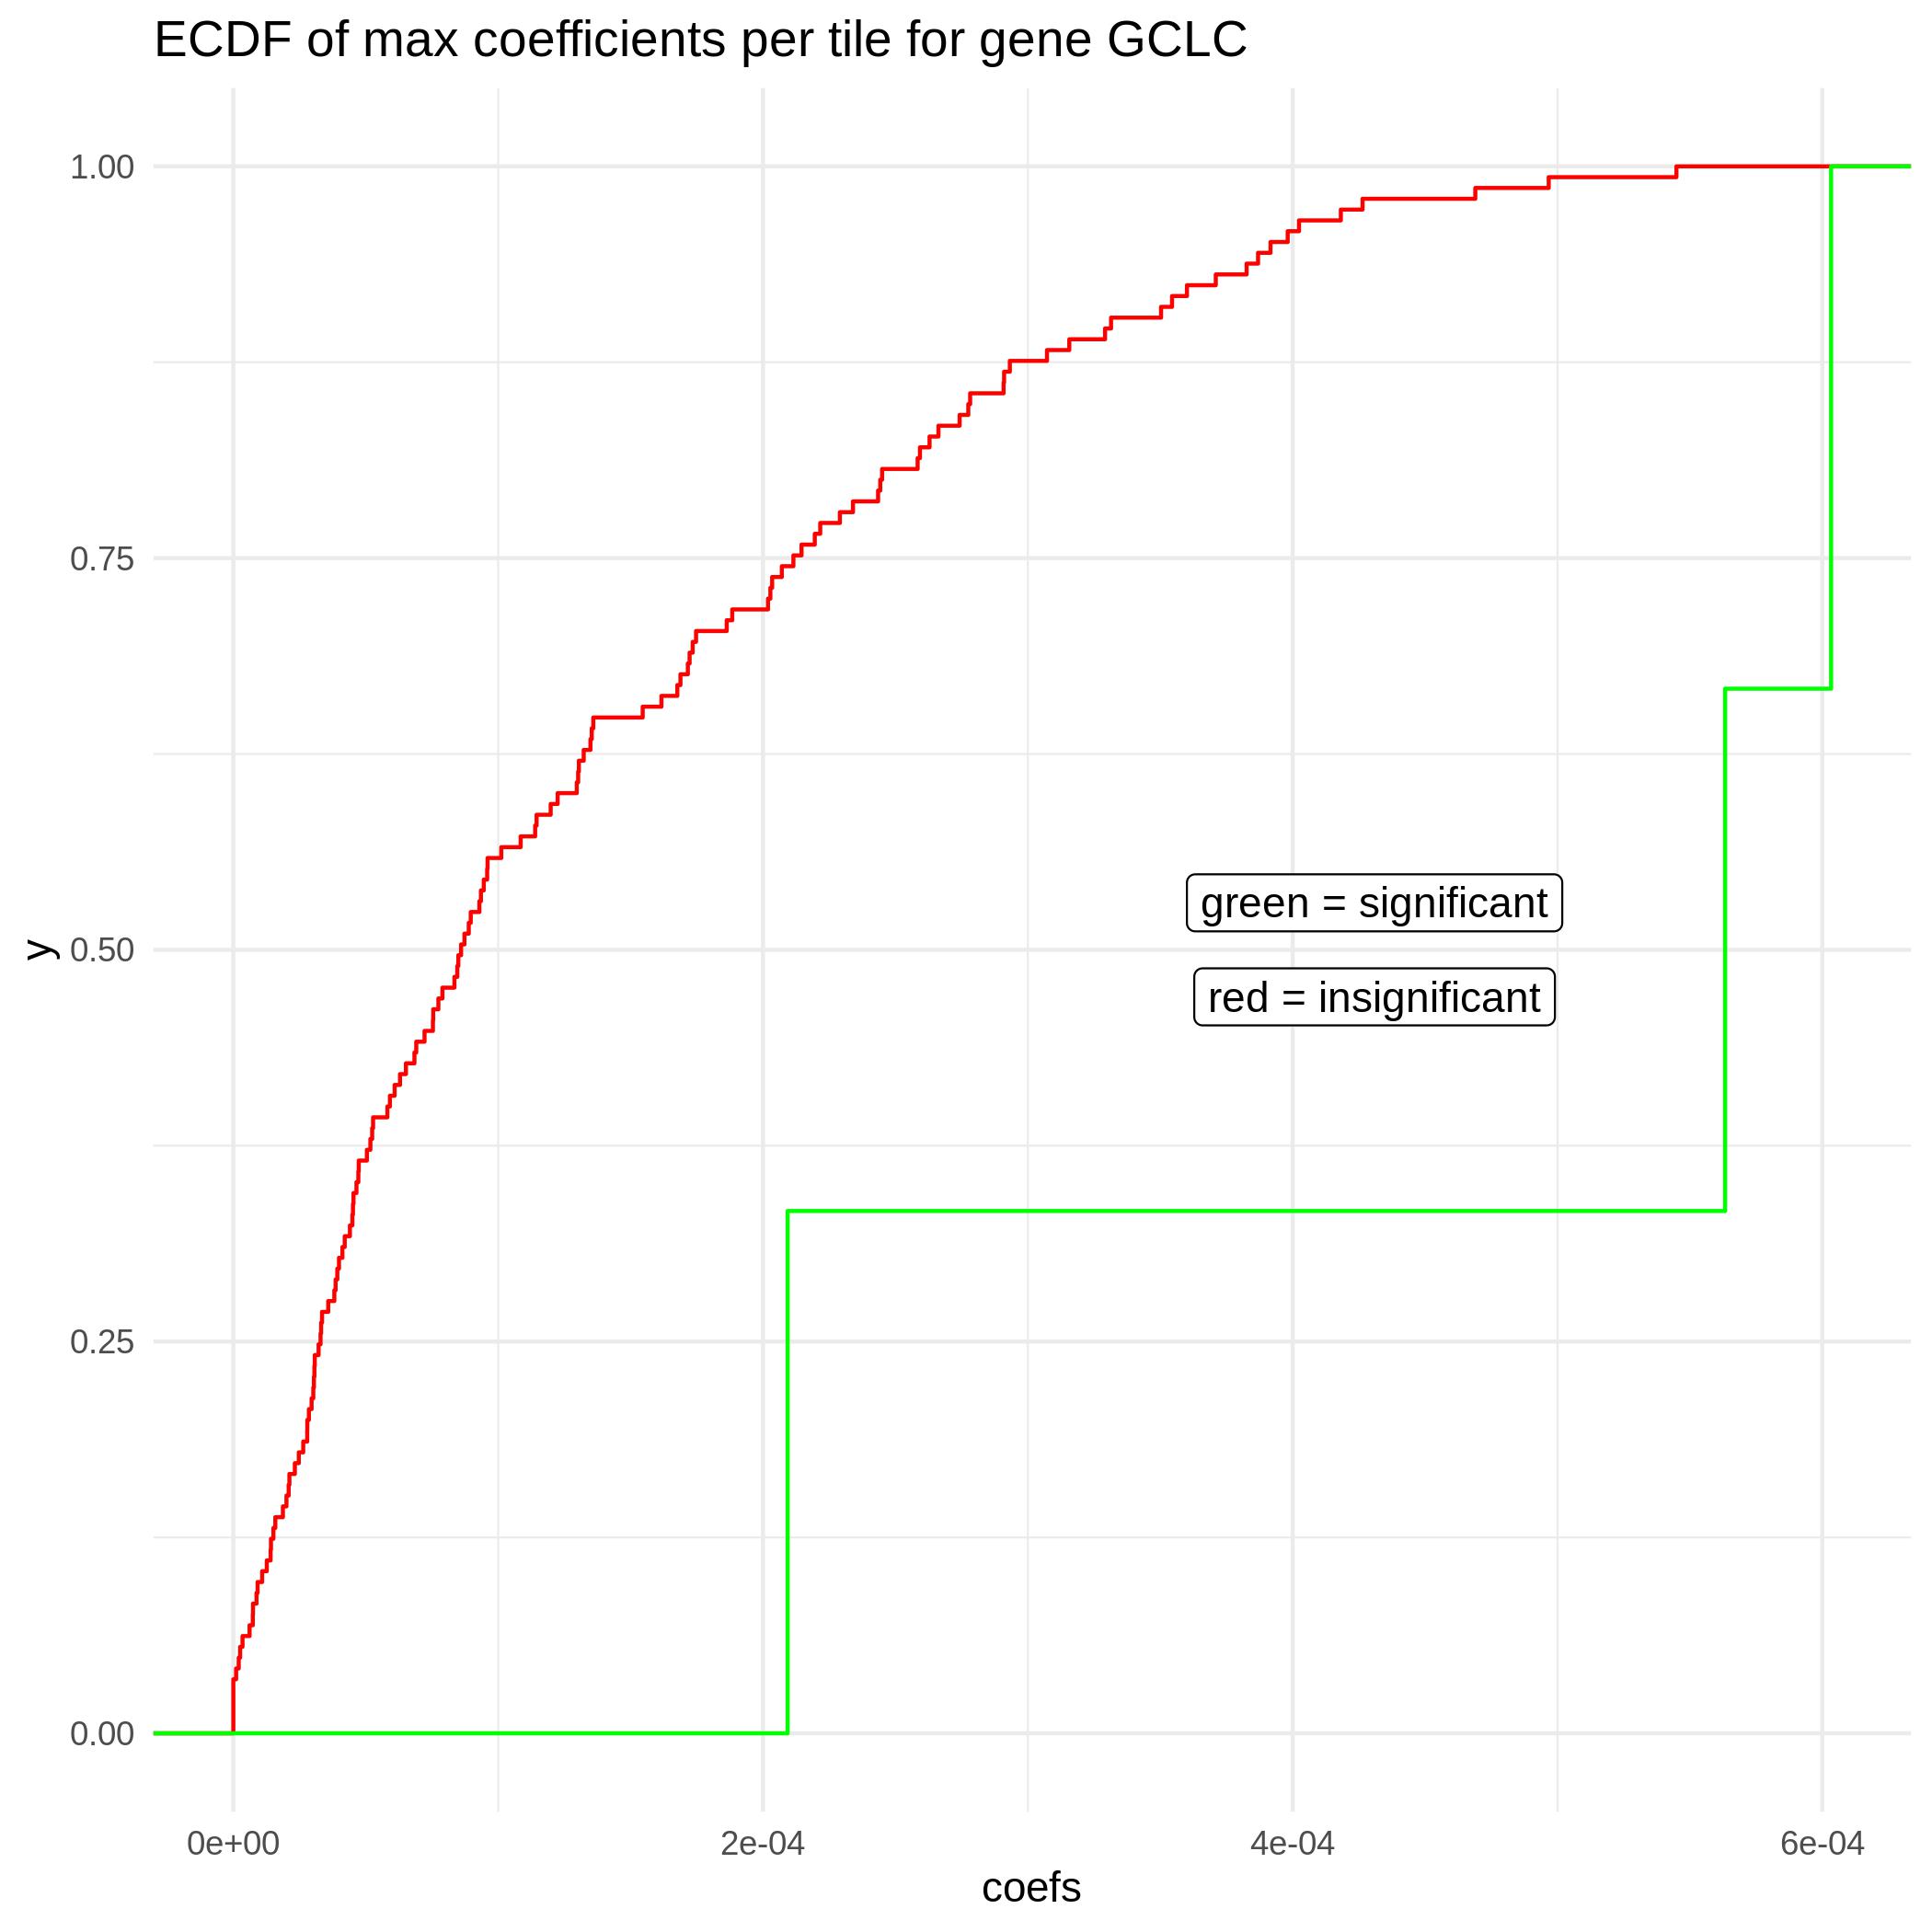 ECDF of max coefficients per tile for gene GCLC
1.00
0.75
0.50
0.25
0.00
y
green = significant
red = insignificant
0e+00
2e-04
4e-04
6e-04
coefs